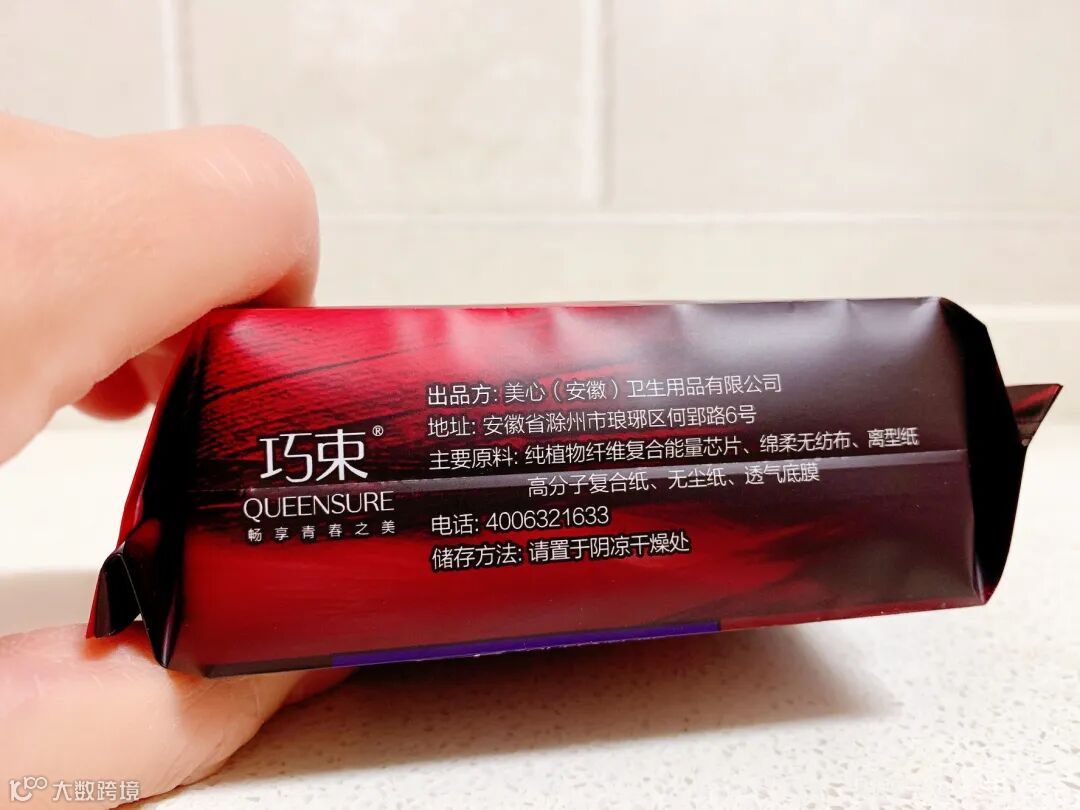 巧束®
QUEENSURE
畅享青春之美
出品方: 美心（安徽）卫生用品有限公司
地址: 安徽省滁州市琅琊区何郢路6号
主要原料: 纯植物纤维复合能量芯片、绵柔无纺布、离型纸
高分子复合纸、无尘纸、透气底膜
电话: 4006321633
储存方法: 请置于阴凉干燥处
大数跨境